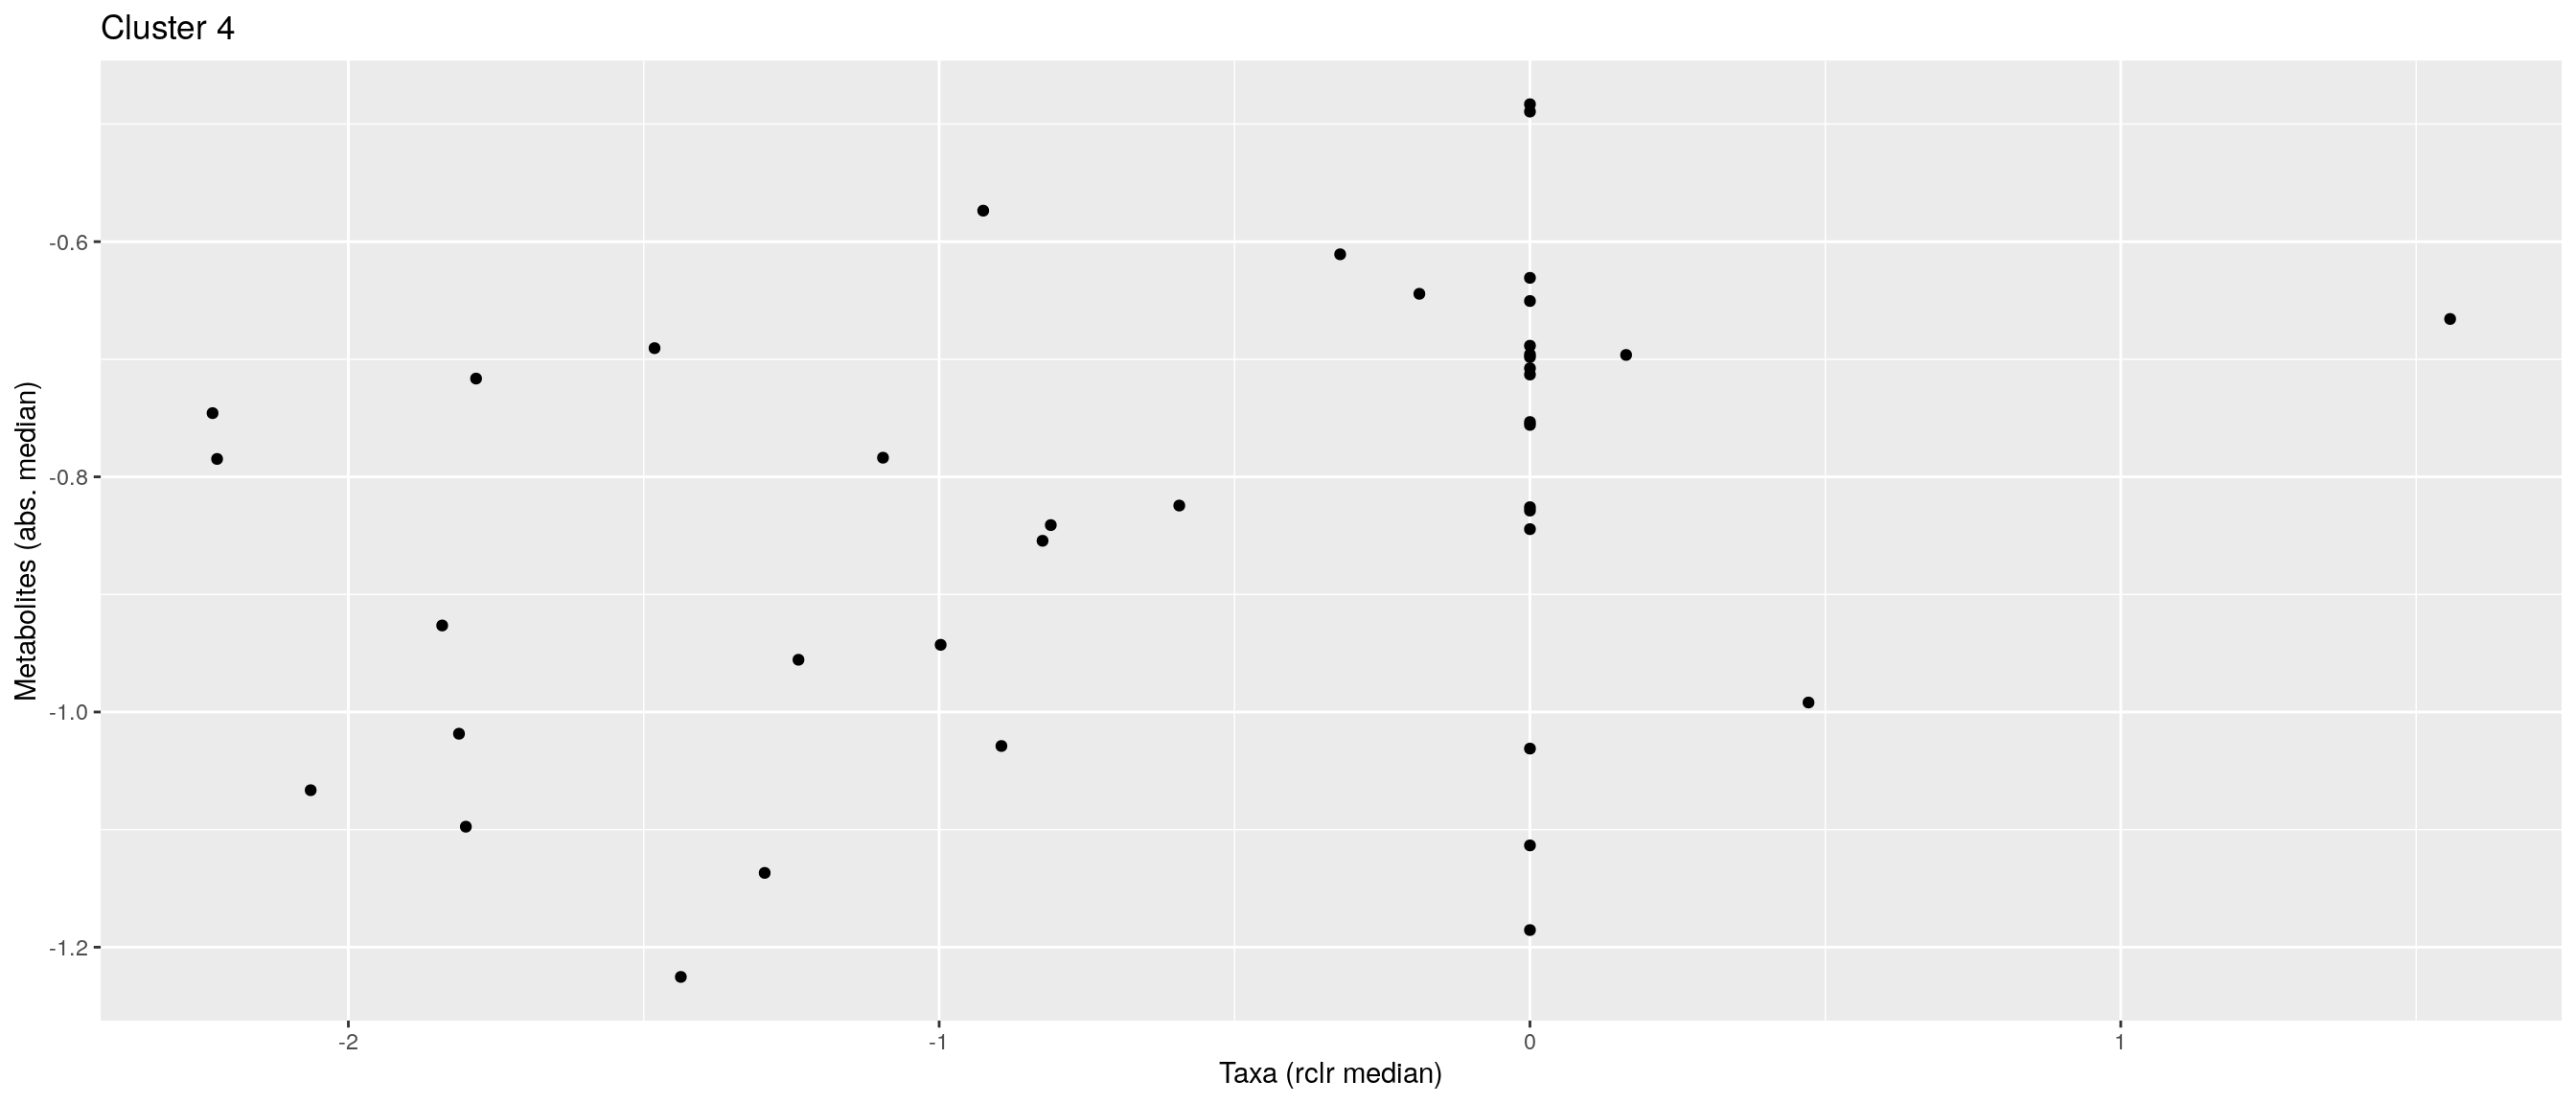 Cluster 4
Metabolites (abs. median)
-0.6
-0.8
-1.0
-1.2
-2
-1
0
1
Taxa (rclr median)